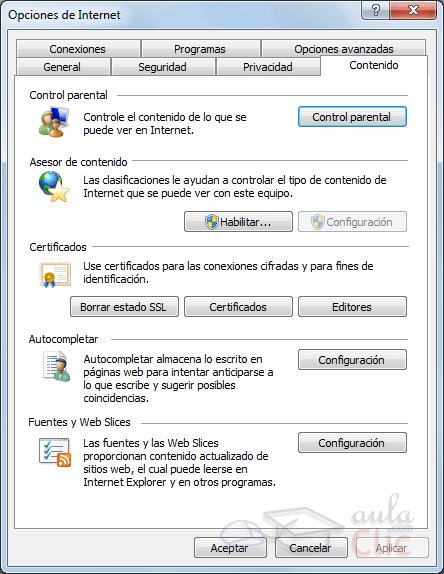 Opciones de Internet
Conexiones Programas Opciones avanzadas
General Seguridad Privacidad Contenido
Control parental
Controle el contenido de lo que se
puede ver en Internet.
Control parental
Asesor de contenido
Las clasificaciones le ayudan a controlar el tipo de contenido de
Internet que se puede ver con este equipo.
Habilitar... Configuración
Certificados
Use certificados para las conexiones cifradas y para fines de
identificación.
Borrar estado SSL Certificados Editores
Autocompletar
Autocompletar almacena lo escrito en
páginas web para intentar anticiparse a
lo que escribe y sugerir posibles
coincidencias.
Configuración
Fuentes y Web Slices
Las fuentes y las Web Slices
proporcionan contenido actualizado de
sitios web, el cual puede leerse en
Internet Explorer y en otros programas.
Configuración
aula
.com
Clic
Aceptar Cancelar Aplicar